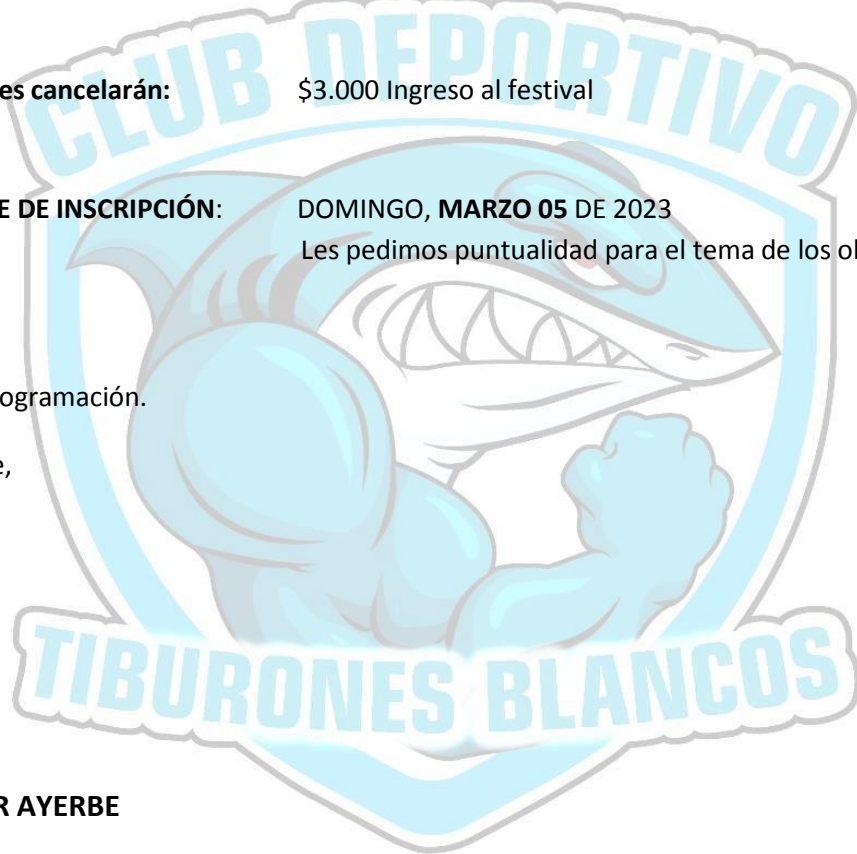 CLUB DEPORTIVO
es cancelarán: $3.000 Ingreso al festival
E DE INSCRIPCIÓN: DOMINGO, MARZO 05 DE 2023
Les pedimos puntualidad para el tema de los
ogramación.
e,
TIBURONES BLANCOS
R AYERBE